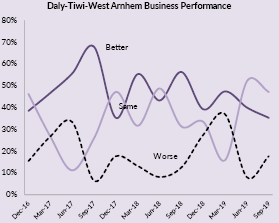 Daly-Tiwi-West Arnhem Business Performance
80%
70%
60%
50%
40%
30%
20%
10%
0%
Better
Same
Worse
Dec-16
Mar-17
Jun-17
Sep-17
Dec-17
Mar-18
Jun-18
Sep-18
Dec-18
Mar-19
Jun-19
Sep-19